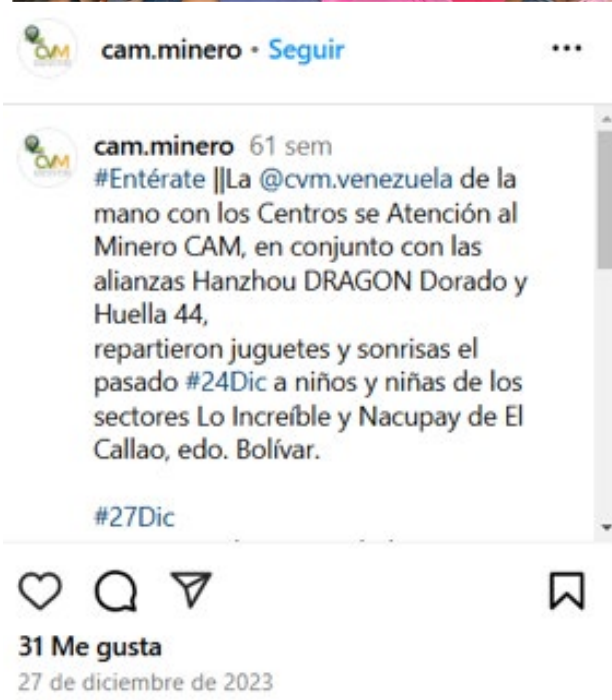 CVM
cam.minero • Seguir
CVM
cam.minero 61 sem
#Entérate ||La @cvm.venezuela de la
mano con los Centros se Atención al
Minero CAM, en conjunto con las
alianzas Hanzhou DRAGON Dorado y
Huella 44,
repartieron juguetes y sonrisas el
pasado #24Dic a niños y niñas de los
sectores Lo Increíble y Nacupay de El
Callao, edo. Bolívar.
#27Dic
31 Me gusta
27 de diciembre de 2023